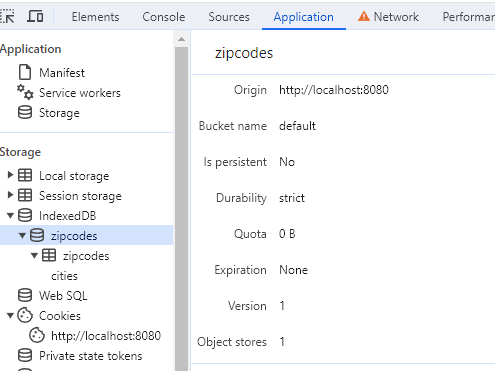 Elements Console Sources Application Network Performar
Application
Manifest
Service workers
Storage
Storage
Local storage
Session storage
IndexedDB
zipcodes
zipcodes
cities
Web SQL
Cookies
http://localhost:8080
Private state tokens
zipcodes
Origin http://localhost:8080
Bucket name default
Is persistent No
Durability strict
Quota 0 B
Expiration None
Version 1
Object stores 1